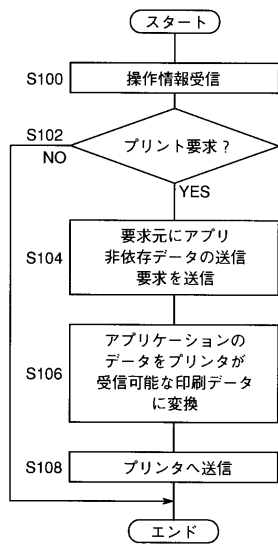 スタート
S100
操作情報受信
S102
プリント要求?
NO
YES
S104
要求元にアプリ
非依存データの送信
要求を送信
S106
アプリケーションの
データをプリンタが
受信可能な印刷データ
に変換
S108
プリンタへ送信
エンド